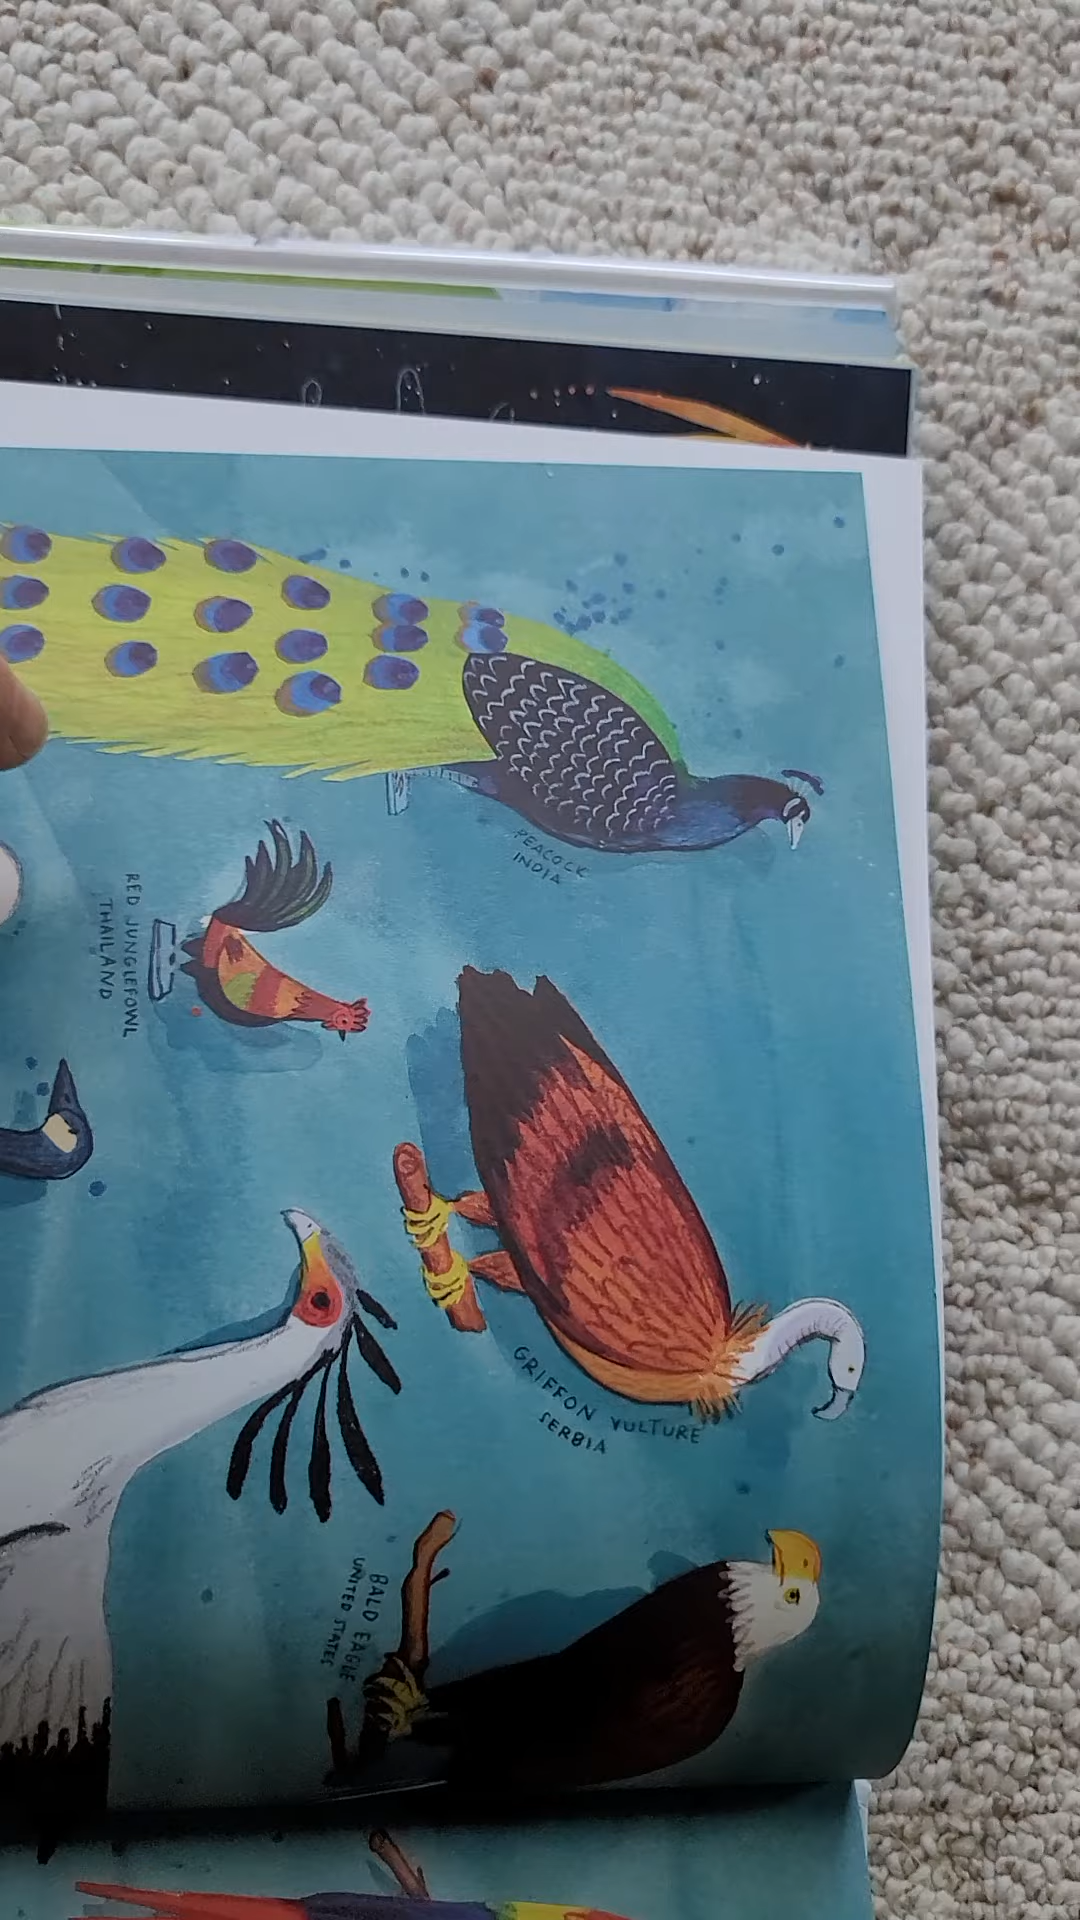 PEACOCK
INDIA
RED JUNGLEFOWL
THAILAND
GRIFFON VULTURE
SERBIA
BALD EAGLE
UNITED STATES